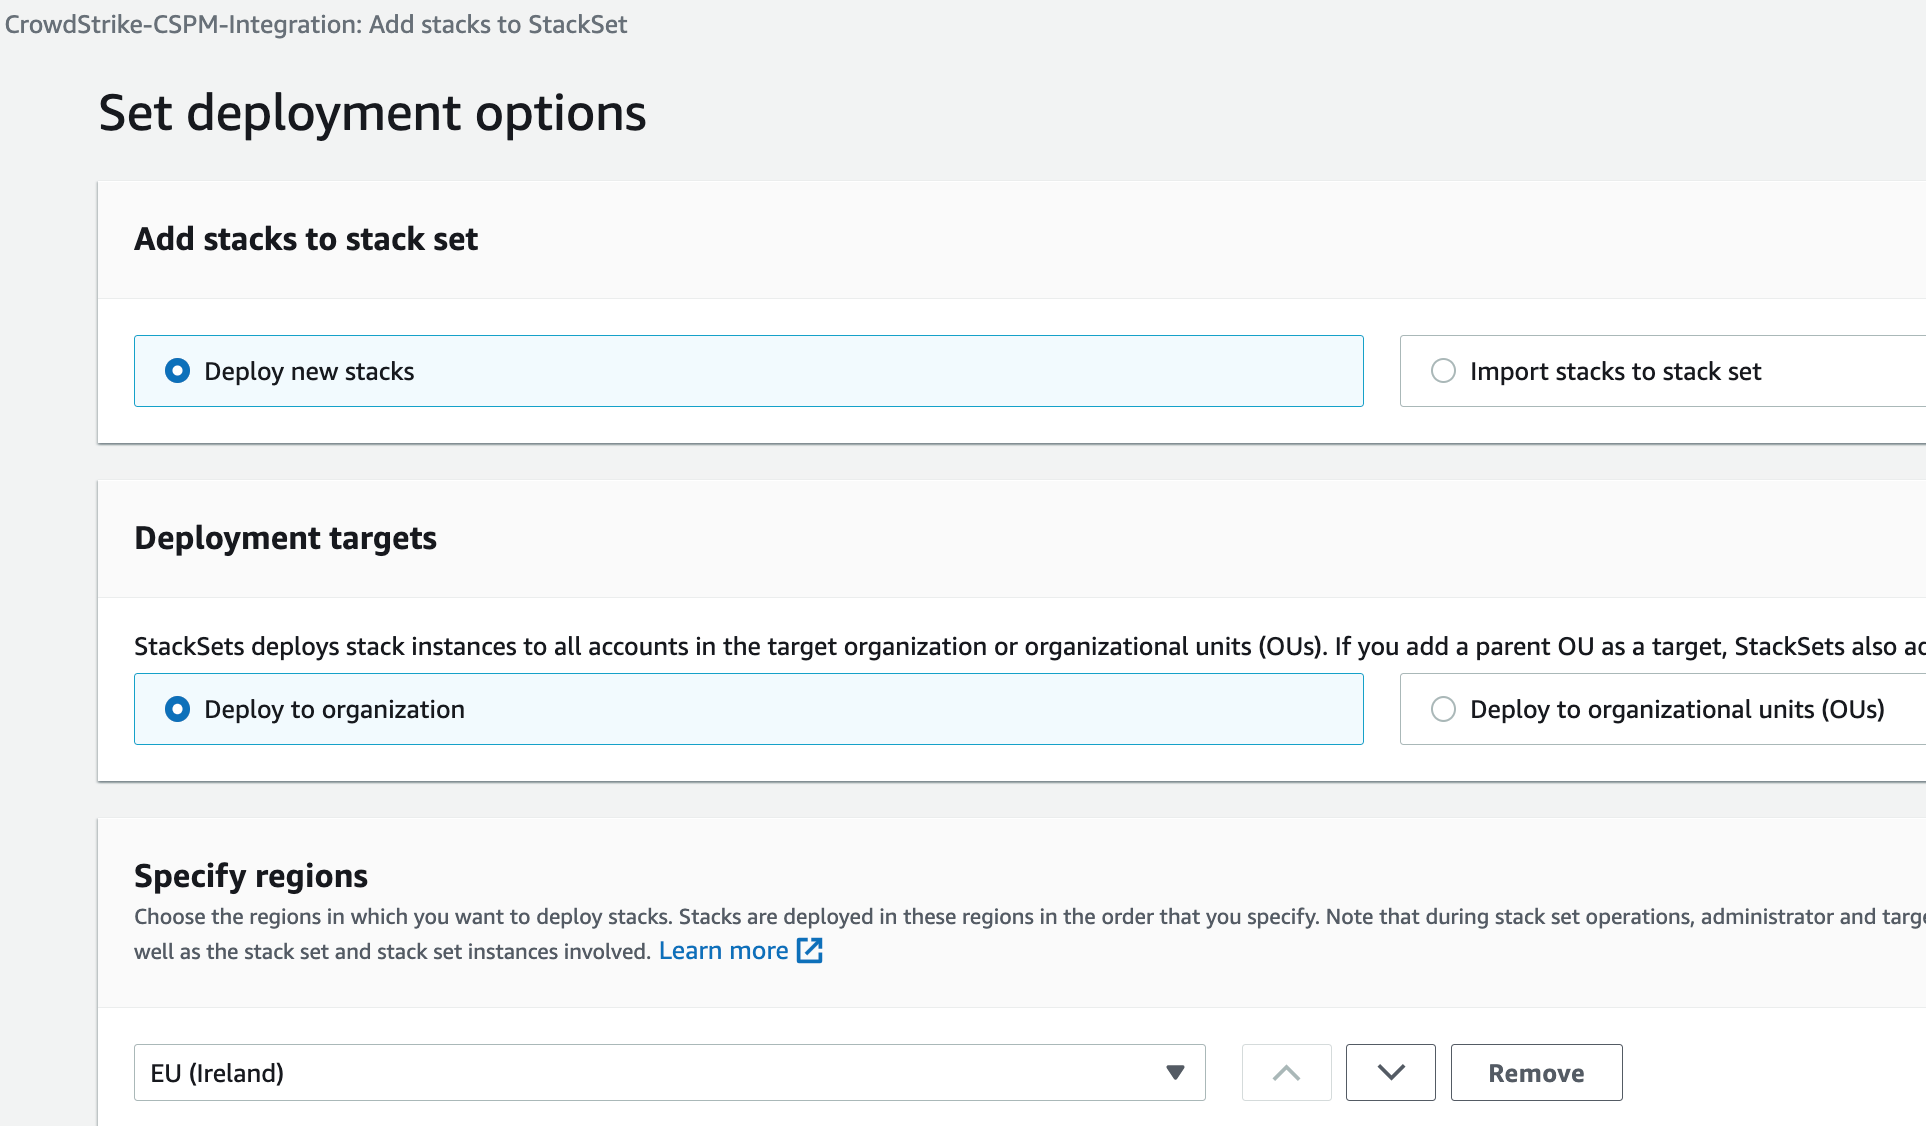 CrowdStrike-CSPM-Integration: Add stacks to StackSet
Set deployment options
Add stacks to stack set
Deploy new stacks
Import stacks to stack set
Deployment targets
StackSets deploys stack instances to all accounts in the target organization or organizational units (OUs). If you add a parent OU as a target, StackSets also
Deploy to organization
Deploy to organizational units (OUs)
Specify regions
Choose the regions in which you want to deploy stacks. Stacks are deployed in these regions in the order that you specify. Note that during stack set operations, administrator and
well as the stack set and stack set instances involved. Learn more
EU (Ireland)
Remove